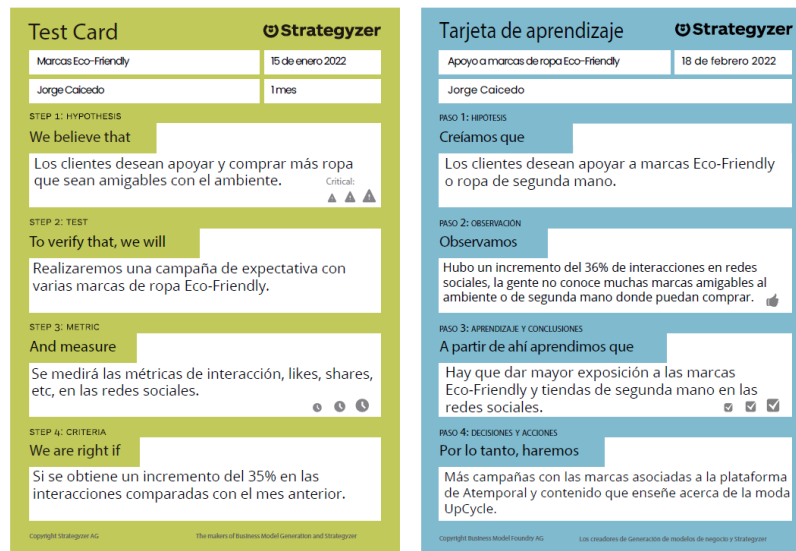 Test Card
Strategyzer
Marcas Eco-Friendly
15 de enero 2022
Jorge Caicedo
1 mes
STEP 1: HYPOTHESIS
We believe that
Los clientes desean apoyar y comprar más ropa
que sean amigables con el ambiente.
Critical:
STEP 2: TEST
To verify that, we will
Realizaremos una campaña de expectativa con
varias marcas de ropa Eco-Friendly.
STEP 3: METRIC
And measure
Se medirá las métricas de interacción, likes, shares,
etc, en las redes sociales.
STEP 4: CRITERIA
We are right if
Si se obtiene un incremento del 35% en las
interacciones comparadas con el mes anterior.
Copyright Strategyzer AG
The makers of Business Model Generation and Strategyzer
Tarjeta de aprendizaje
Strategyzer
Apoyo a marcas de ropa Eco-Friendly
18 de febrero 2022
Jorge Caicedo
PASO 1: HIPÓTESIS
Creíamos que
Los clientes desean apoyar a marcas Eco-Friendly
o ropa de segunda mano.
PASO 2: OBSERVACIÓN
Observamos
Hubo un incremento del 36% de interacciones en redes
sociales, la gente no conoce muchas marcas amigables al
ambiente o de segunda mano donde puedan comprar.
PASO 3: APRENDIZAJE Y CONCLUSIONES
A partir de ahí aprendimos que
Hay que dar mayor exposición a las marcas
Eco-Friendly y tiendas de segunda mano en las
redes sociales.
PASO 4: DECISIONES Y ACCIONES
Por lo tanto, haremos
Más campañas con las marcas asociadas a la plataforma
de Atemporal y contenido que enseñe acerca de la moda
UpCycle.
Copyright Business Model Foundry AG
Los creadores de Generación de modelos de negocio y Strategyzer